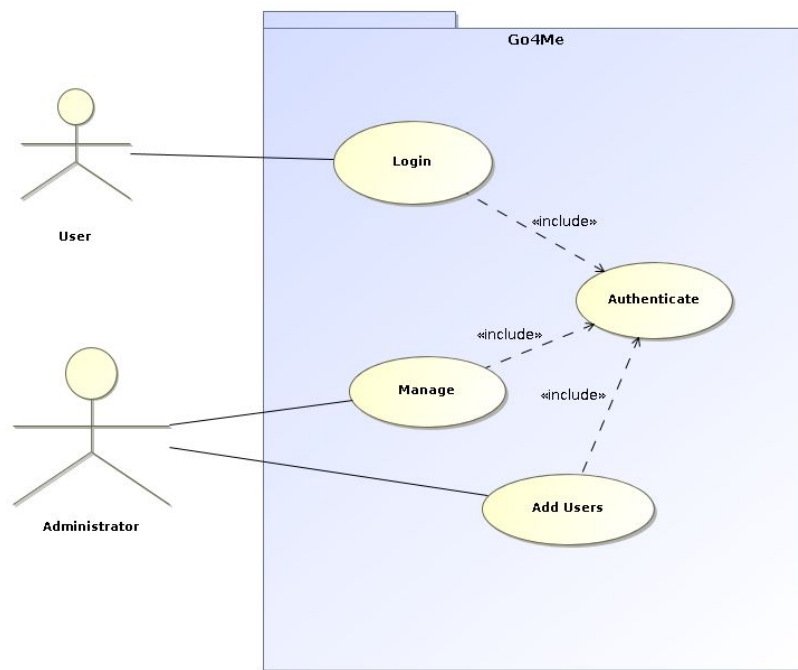 Go4Me
Login
User
«include»
Authenticate
«include»
Manage
«include»
Add Users
Administrator